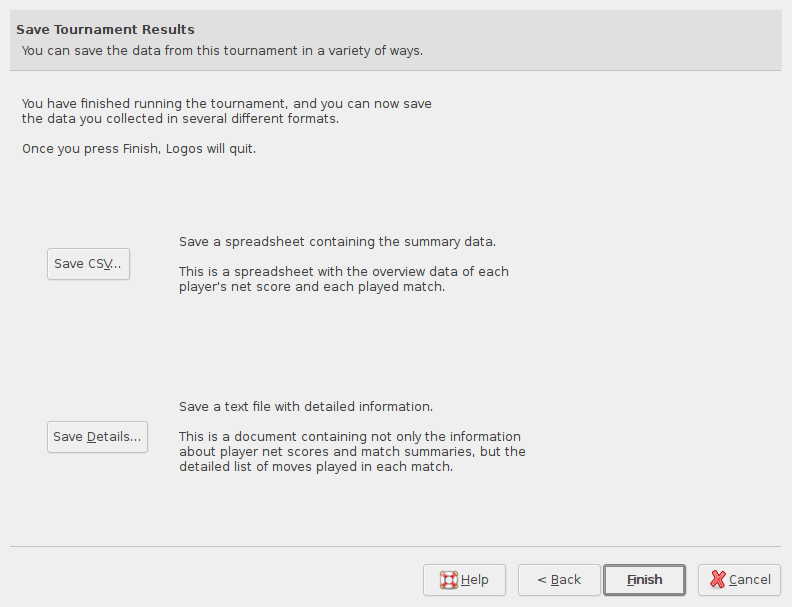 Save Tournament Results
You can save the data from this tournament in a variety of ways.
You have finished running the tournament, and you can now save
the data you collected in several different formats.
Once you press Finish, Logos will quit.
Save a spreadsheet containing the summary data.
Save CSV...
This is a spreadsheet with the overview data of each
player's net score and each played match.
Save a text file with detailed information.
Save Details...
This is a document containing not only the information
about player net scores and match summaries, but the
detailed list of moves played in each match.
Help
< Back
Finish
Cancel